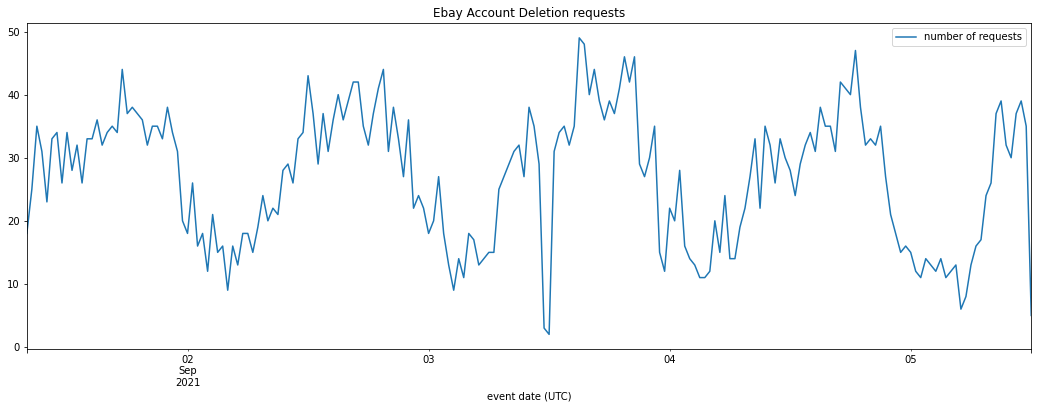 Ebay Account Deletion requests
number of requests
50
40
30
20
10
0
02
Sep
2021
03
04
05
event date (UTC)